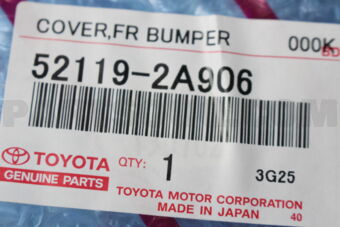 COVER,FR BUMPER 000K
BD
52119-2A906
TOYOTA QTY: 1 3G25
GENUINE PARTS
TOYOTA MOTOR CORPORATION
MADE IN JAPAN 40